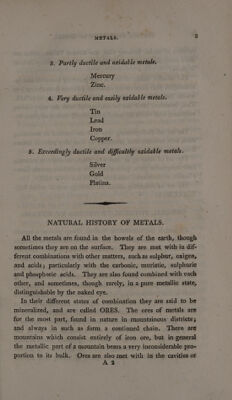 METALS. 3
3. Partly ductile and oxidable metals.
Mercury
Zinc.
4. Very ductile and easily oxidable metals.
Tin
Lead
Iron
Copper.
5. Exceedingly ductile and difficultly oxidable metals.
Silver
Gold
Platina.
NATURAL HISTORY OF METALS.
All the metals are found in the bowels of the earth, though
sometimes they are on the surface. They are met with in dif-
ferent combinations with other matters, such as sulphur, oxigen,
and acids; particularly with the carbonic, muriatic, sulphuric
and phosphoric acids. They are also found combined with each
other, and sometimes, though rarely, in a pure metallic state,
distinguishable by the naked eye.
In their different states of combination they are said to be
mineralized, and are called ORES. The ores of metals are
for the most part, found in nature in mountainous districts;
and always in such as form a continued chain. There are
mountains which consist entirely of iron ore, but in general
the metallic part of a mountain bears a very inconsiderable pro-
portion to its bulk. Ores are also met with in the cavities or
A 2